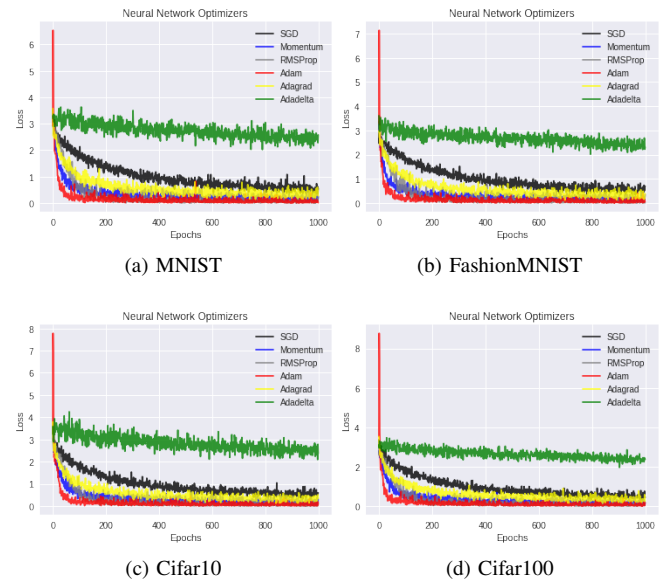 Neural Network Optimizers
SGD
Momentum
RMSProp
Adam
Adagrad
Adadelta
Loss
6
5
4
3
2
1
0
0 200 400 600 800 1000
Epochs
(a) MNIST
Neural Network Optimizers
SGD
Momentum
RMSProp
Adam
Adagrad
Adadelta
Loss
7
6
5
4
3
2
1
0
0 200 400 600 800 1000
Epochs
(b) FashionMNIST
Neural Network Optimizers
SGD
Momentum
RMSProp
Adam
Adagrad
Adadelta
Loss
8
7
6
5
4
3
2
1
0
0 200 400 600 800 1000
Epochs
(c) Cifar10
Neural Network Optimizers
SGD
Momentum
RMSProp
Adam
Adagrad
Adadelta
Loss
8
6
4
2
0
0 200 400 600 800 1000
Epochs
(d) Cifar100